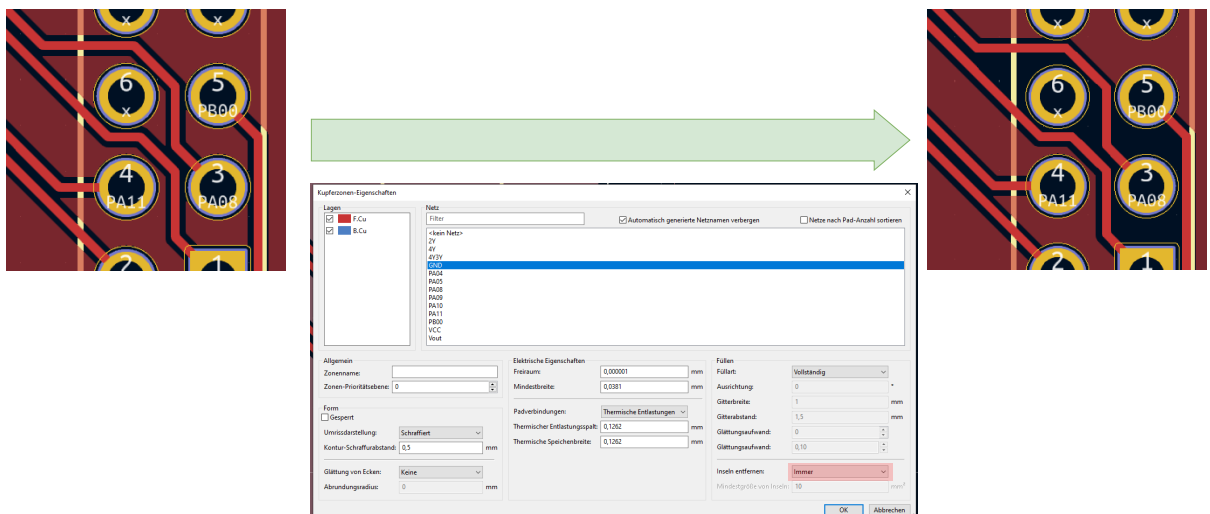 x
x
6
5
x
PB00
4
3
PA11
PA08
2
1
x
x
6
5
x
PB00
4
3
PA11
PA08
2
1
Kupferzonen-Eigenschaften
Lagen
F.Cu
B.Cu
Netz
Filter
Automatisch generierte Netznamen verbergen
Netze nach Pad-Anzahl sortieren
<kein Netz>
2Y
4Y
4Y3Y
GND
PA04
PA05
PA08
PA09
PA10
PA11
PB00
VCC
Vout
Allgemein
Zonenname:
Zonen-Prioritätsebene: 0
Form
Gesperrt
Umrissdarstellung: Schraffiert
Kontur-Schraffurabstand: 0,5 mm
Glättung von Ecken: Keine
Abrundungsradius: 0 mm
Elektrische Eigenschaften
Freiraum: 0,000001 mm
Mindestbreite: 0,0381 mm
Padverbindungen: Thermische Entlastungen
Thermischer Entlastungsspalt: 0,1262 mm
Thermische Speichenbreite: 0,1262 mm
Füllen
Füllart: Vollständig
Ausrichtung: 0 °
Gitterbreite: 1 mm
Gitterabstand: 1,5 mm
Glättungsaufwand: 0
Glättungsaufwand: 0,10
Inseln entfernen: Immer
Mindestgröße von Inseln: 10 mm²
OK Abbrechen